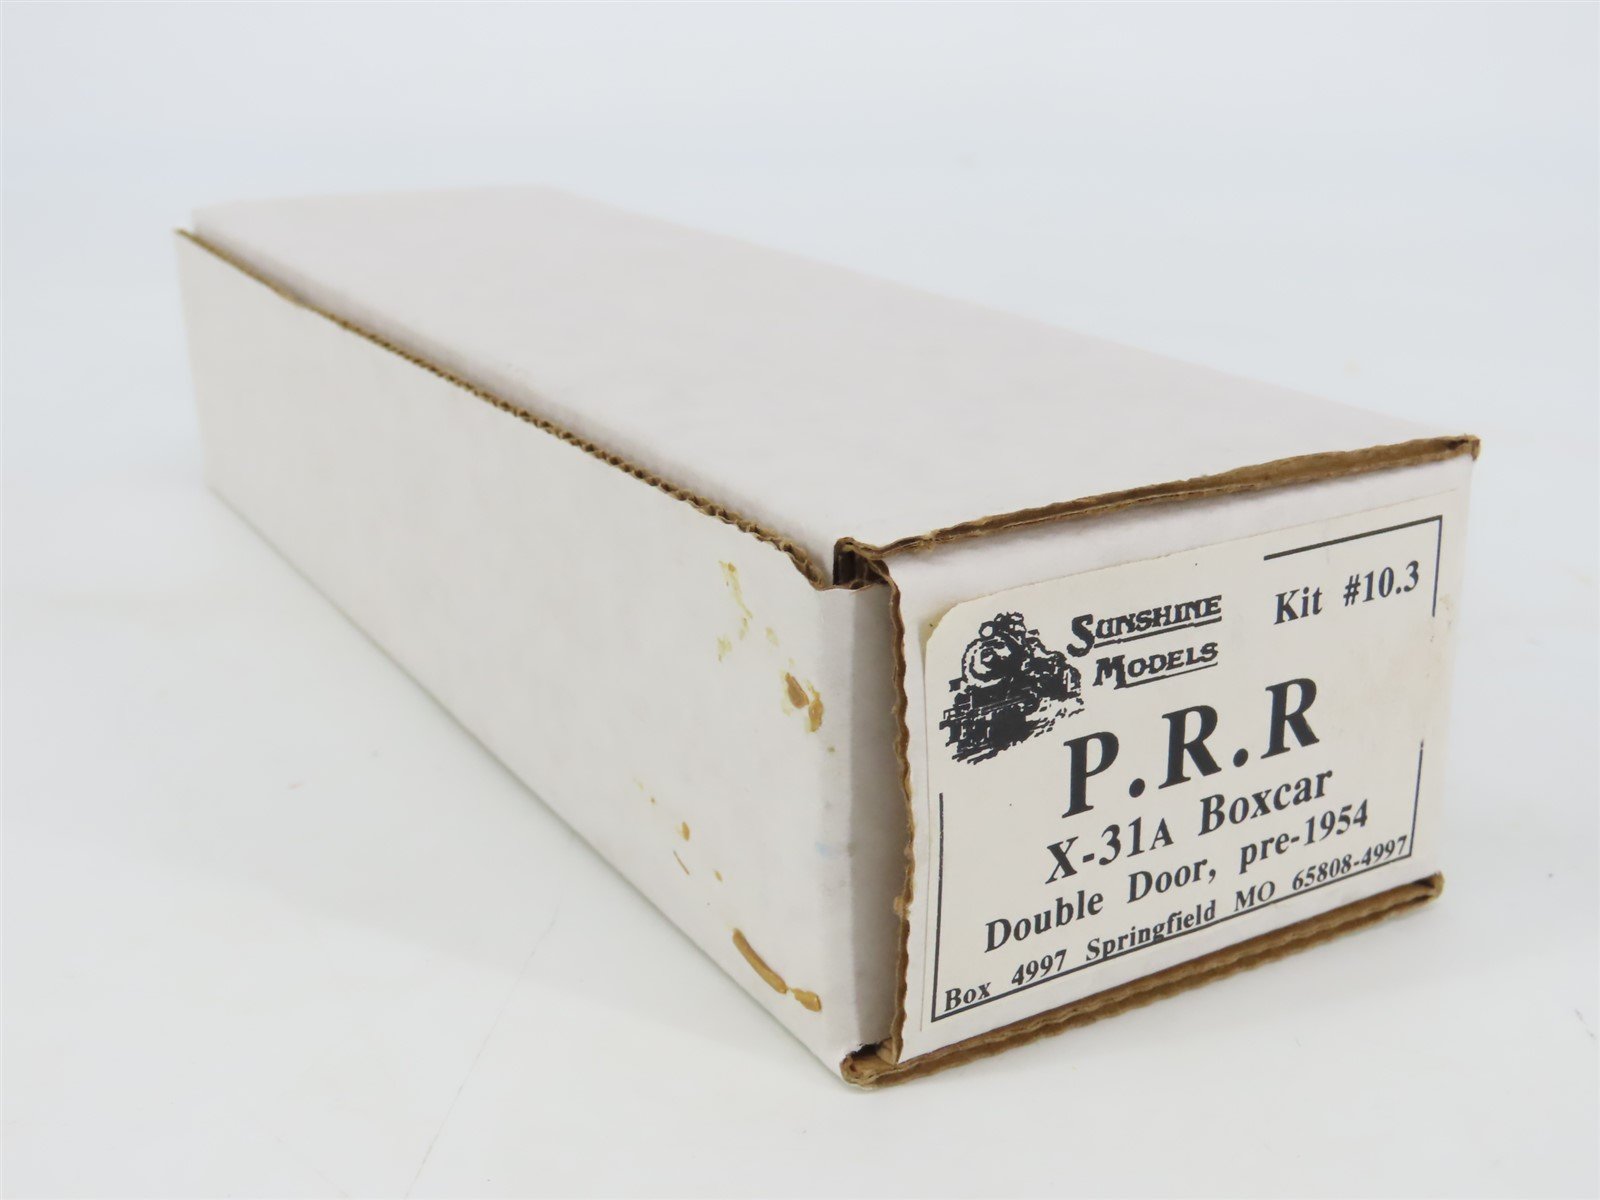 SUNSHINE
MODELS
Kit #10.3
P.R.R
X-31A Boxcar
Double Door, pre-1954
Box 4997 Springfield MO 65808-4997